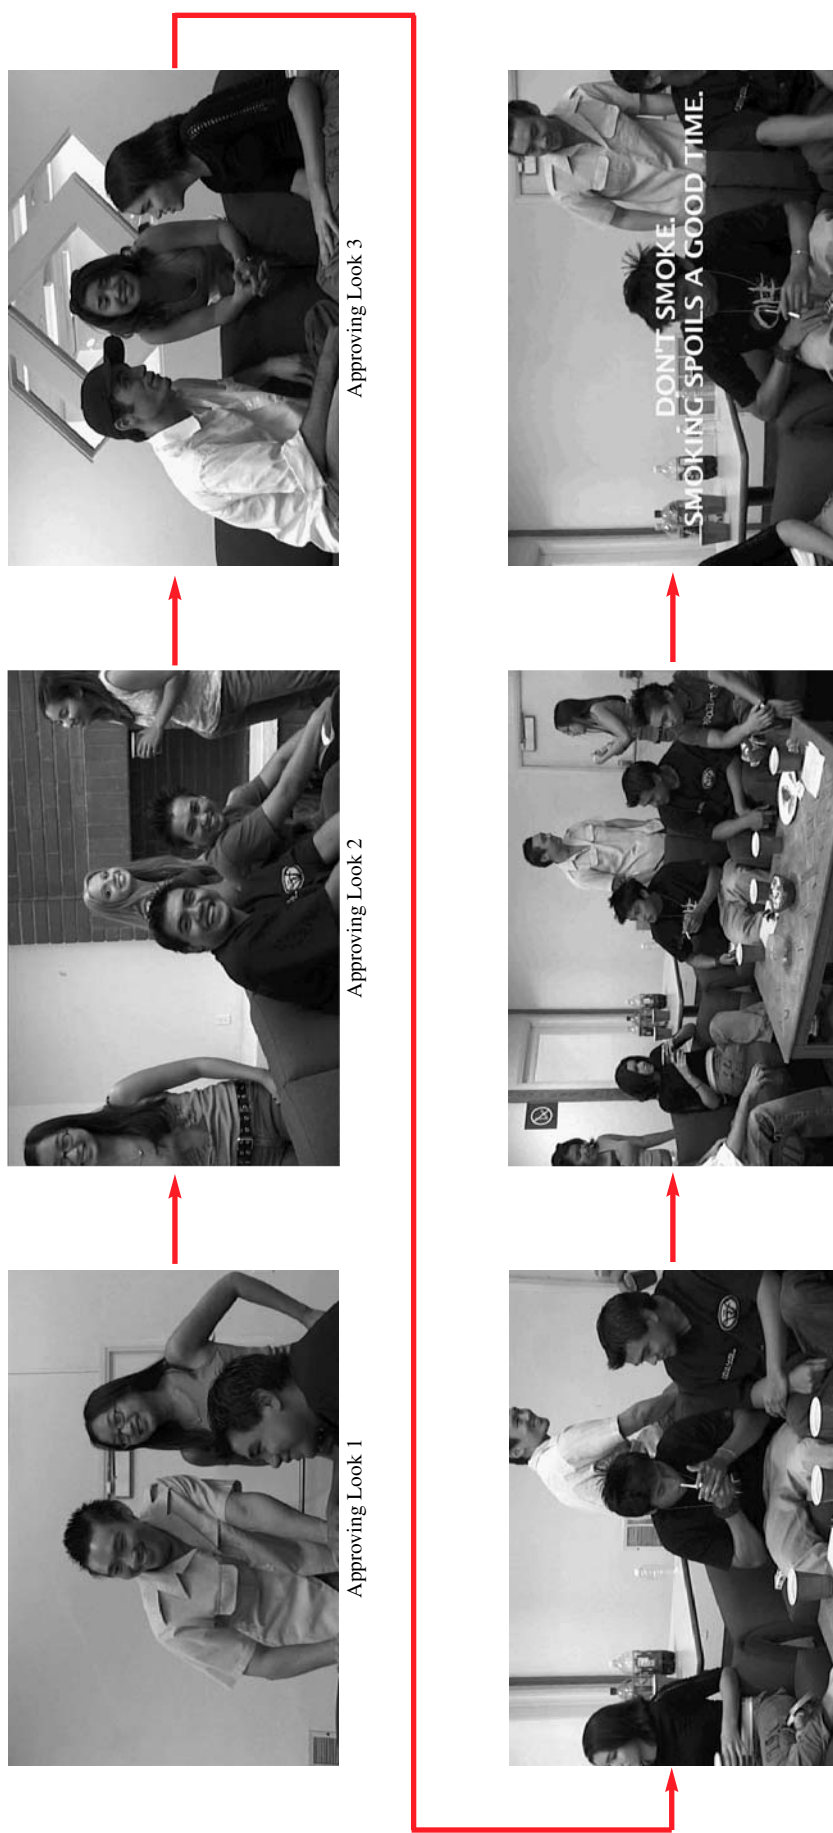 Approving Look 1
Approving Look 2
Approving Look 3
DON'T SMOKE.
SMOKING SPOILS A GOOD TIME.